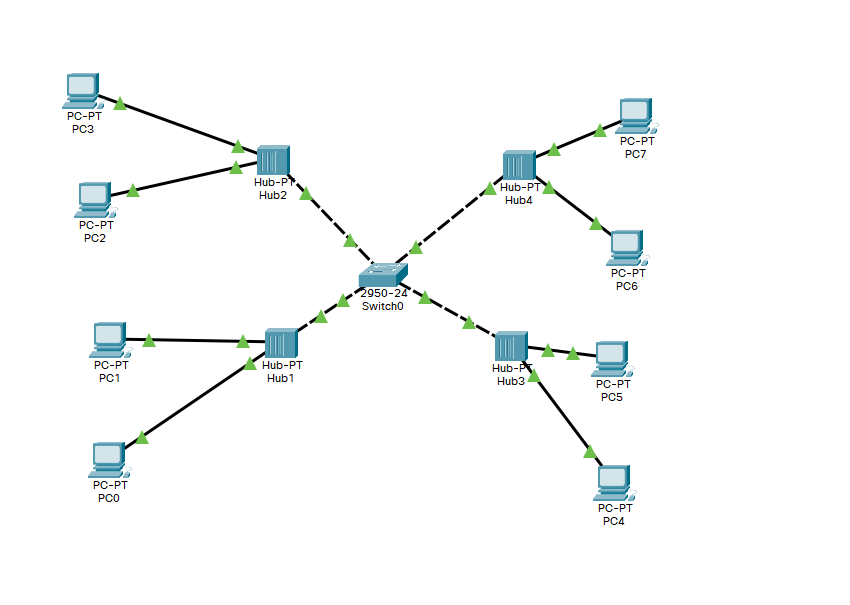 PC-PT
PC3
PC-PT
PC7
Hub-PT
Hub2
Hub-PT
Hub4
PC-PT
PC2
PC-PT
PC6
2950-24
Switch0
PC-PT
PC1
Hub-PT
Hub1
Hub-PT
Hub3
PC-PT
PC5
PC-PT
PC0
PC-PT
PC4